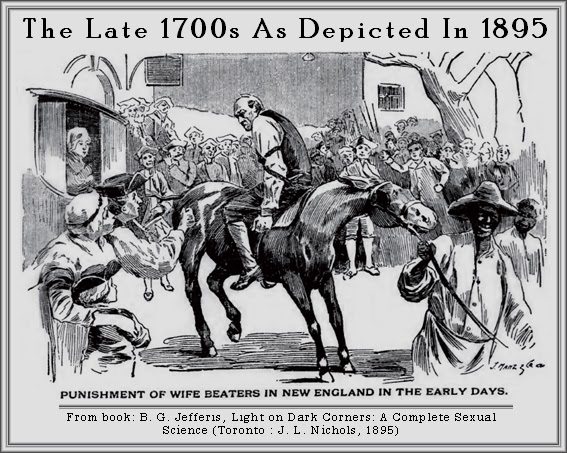 The Late 1700s As Depicted In 1895
PUNISHMENT OF WIFE BEATERS IN NEW ENGLAND IN THE EARLY DAYS.
From book: B. G. Jefferis, Light on Dark Corners: A Complete Sexual
Science (Toronto : J. L. Nichols, 1895)